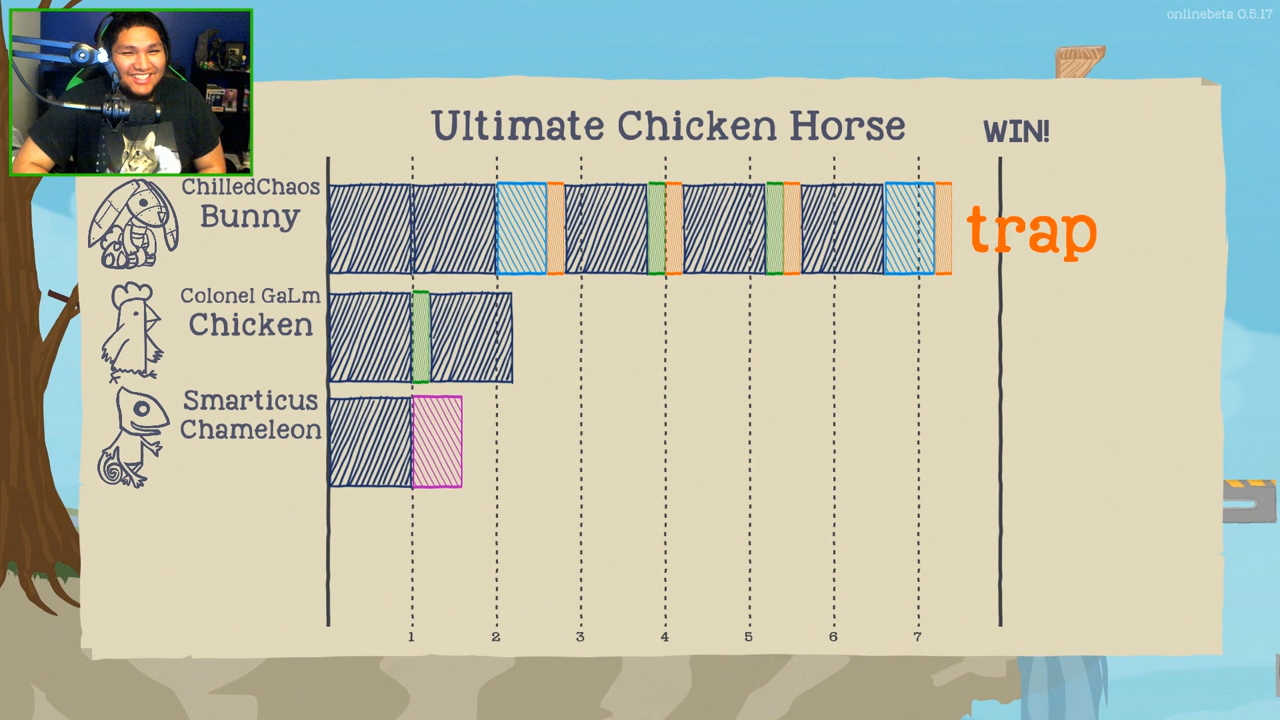 onlinebeta 0.5.17
Ultimate Chicken Horse
WIN!
ChilledChaos
Bunny
trap
Colonel GaLm
Chicken
Smarticus
Chameleon
1 2 3 4 5 6 7